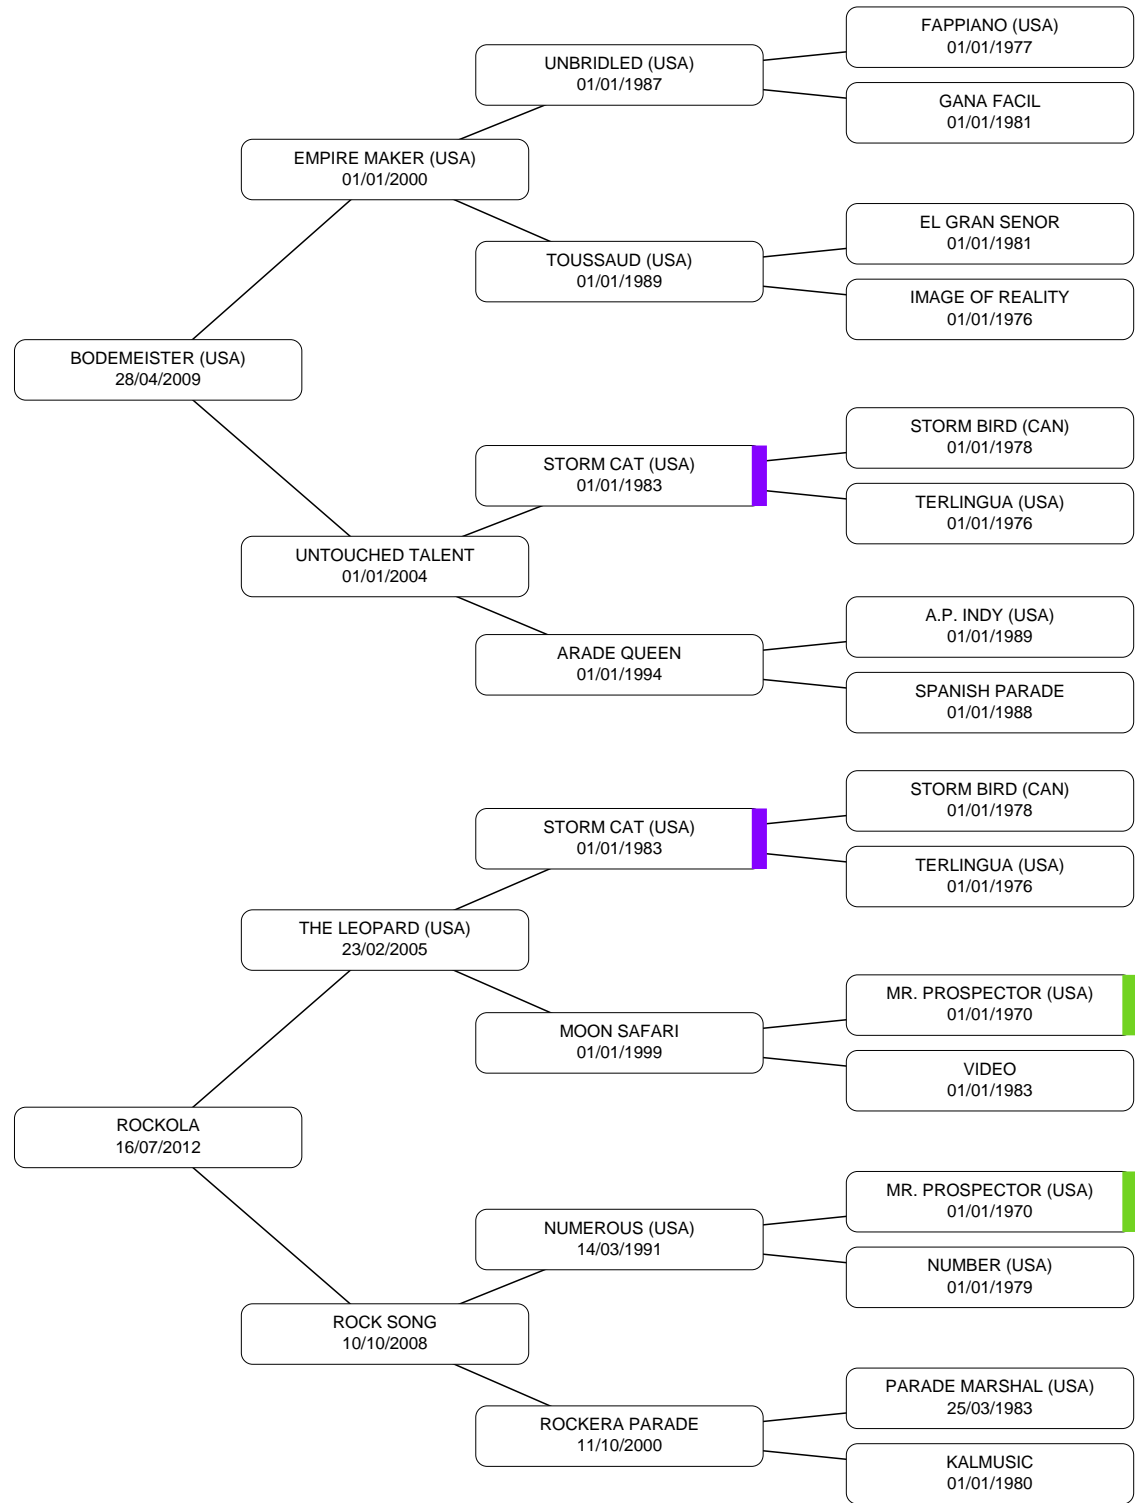 FAPPIANO (USA)
01/01/1977
UNBRIDLED (USA)
01/01/1987
GANA FACIL
01/01/1981
EMPIRE MAKER (USA)
01/01/2000
EL GRAN SENOR
01/01/1981
TOUSSAUD (USA)
01/01/1989
IMAGE OF REALITY
01/01/1976
BODEMEISTER (USA)
28/04/2009
STORM BIRD (CAN)
01/01/1978
STORM CAT (USA)
01/01/1983
TERLINGUA (USA)
01/01/1976
UNTOUCHED TALENT
01/01/2004
A.P. INDY (USA)
01/01/1989
ARADE QUEEN
01/01/1994
SPANISH PARADE
01/01/1988
STORM BIRD (CAN)
01/01/1978
STORM CAT (USA)
01/01/1983
TERLINGUA (USA)
01/01/1976
THE LEOPARD (USA)
23/02/2005
MR. PROSPECTOR (USA)
01/01/1970
MOON SAFARI
01/01/1999
VIDEO
01/01/1983
ROCKOLA
16/07/2012
MR. PROSPECTOR (USA)
01/01/1970
NUMEROUS (USA)
14/03/1991
NUMBER (USA)
01/01/1979
ROCK SONG
10/10/2008
PARADE MARSHAL (USA)
25/03/1983
ROCKERA PARADE
11/10/2000
KALMUSIC
01/01/1980